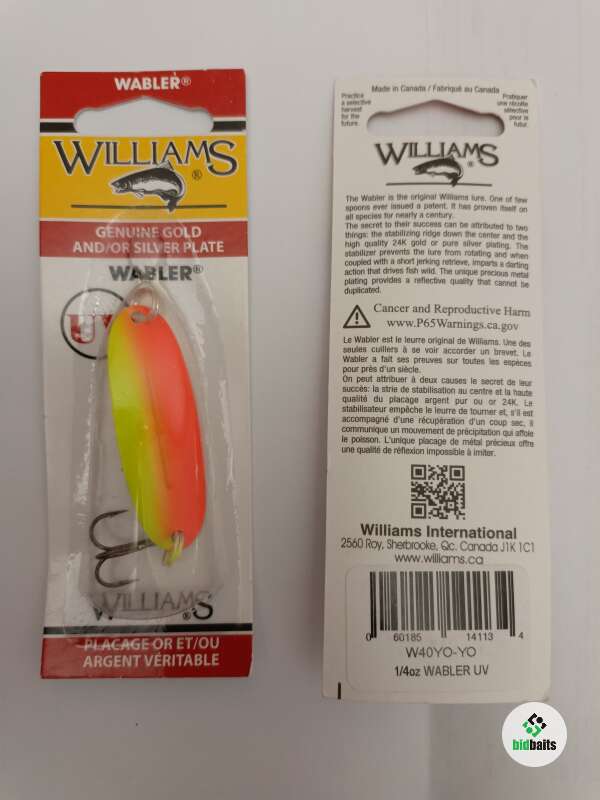 WABLER®
WILLIAMS®
GENUINE GOLD
AND/OR SILVER PLATE
WABLER®
UV
WILLIAMS®
PLACAGE OR ET/OU
ARGENT VÉRITABLE
Made in Canada / Fabriqué au Canada
Practice
a selective
harvest
for the
future.
Pratiquer
une récolte
sélective
pour le
futur.
WILLIAMS®
The Wabler is the original Williams lure. One of few
spoons ever issued a patent. It has proven itself on
all species for nearly a century.
The secret to their success can be attributed to two
things: the stabilizing ridge down the center and the
high quality 24K gold or pure silver plating. The
stabilizer prevents the lure from rotating and when
coupled with a short jerking retrieve, imparts a darting
action that drives fish wild. The unique precious metal
plating provides a reflective quality that cannot be
duplicated.
Cancer and Reproductive Harm
www.P65Warnings.ca.gov
Le Wabler est le leurre original de Williams. Une des
seules cuillers à se voir accorder un brevet. Le
Wabler a fait ses preuves sur toutes les espèces
pour près d'un siècle.
On peut attribuer à deux causes le secret de leur
succès: la strie de stabilisation au centre et la haute
qualité du placage argent pur ou or 24K. Le
stabilisateur empêche le leurre de tourner et, s'il est
accompagné d'une récupération d'un coup sec, il
communique un mouvement de précipitation qui affole
le poisson. L'unique placage de métal précieux offre
une qualité de réflexion impossible à imiter.
Williams International
2560 Roy, Sherbrooke, Qc. Canada J1K 1C1
www.williams.ca
0 60185 14113 4
W40YO-YO
1/4oz WABLER UV
bidbaits